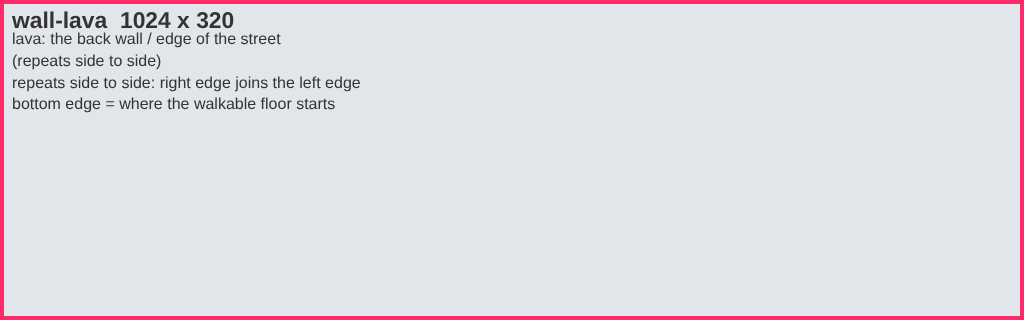 wall-lava  1024 x 320
lava: the back wall / edge of the street
(repeats side to side)
repeats side to side: right edge joins the left edge
bottom edge = where the walkable floor starts